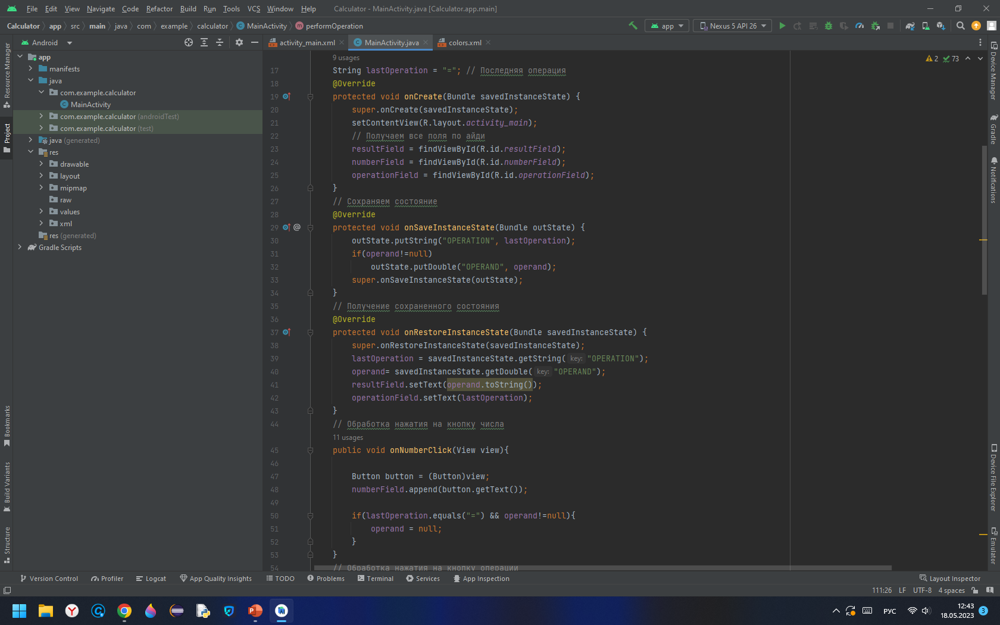 File Edit View Navigate Code Refactor Build Run Tools VCS Window Help Calculator - MainActivity.java [Calculator.app.main]
Calculator app src main java com example calculator MainActivity performOperation app Nexus 5 API 26
Android
activity_main.xml MainActivity.java colors.xml
Resource Manager
Project
Bookmarks
Build Variants
Structure
app
manifests
java
com.example.calculator
MainActivity
com.example.calculator (androidTest)
com.example.calculator (test)
java (generated)
res
drawable
layout
mipmap
raw
values
xml
res (generated)
Gradle Scripts
2 73
9 usages
17 String lastOperation = "="; // Последняя операция
18 @Override
19 protected void onCreate(Bundle savedInstanceState) {
20 super.onCreate(savedInstanceState);
21 setContentView(R.layout.activity_main);
22 // Получаем все поля по айди
23 resultField = findViewById(R.id.resultField);
24 numberField = findViewById(R.id.numberField);
25 operationField = findViewById(R.id.operationField);
26 }
27 // Сохраняем состояние
28 @Override
29 @ protected void onSaveInstanceState(Bundle outState) {
30 outState.putString("OPERATION", lastOperation);
31 if(operand!=null)
32 outState.putDouble("OPERAND", operand);
33 super.onSaveInstanceState(outState);
34 }
35 // Получение сохраненного состояния
36 @Override
37 protected void onRestoreInstanceState(Bundle savedInstanceState) {
38 super.onRestoreInstanceState(savedInstanceState);
39 lastOperation = savedInstanceState.getString( key: "OPERATION");
40 operand= savedInstanceState.getDouble( key: "OPERAND");
41 resultField.setText(operand.toString());
42 operationField.setText(lastOperation);
43 }
44 // Обработка нажатия на кнопку числа
11 usages
45 public void onNumberClick(View view){
46
47 Button button = (Button)view;
48 numberField.append(button.getText());
49
50 if(lastOperation.equals("=") && operand!=null){
51 operand = null;
52 }
53 }
54 // Обработка нажатия на кнопку операции
Device Manager
Gradle
Notifications
Device File Explorer
Emulator
Version Control Profiler Logcat App Quality Insights TODO Problems Terminal Services App Inspection Layout Inspector
111:26 LF UTF-8 4 spaces
РУС 12:43
18.05.2023 3